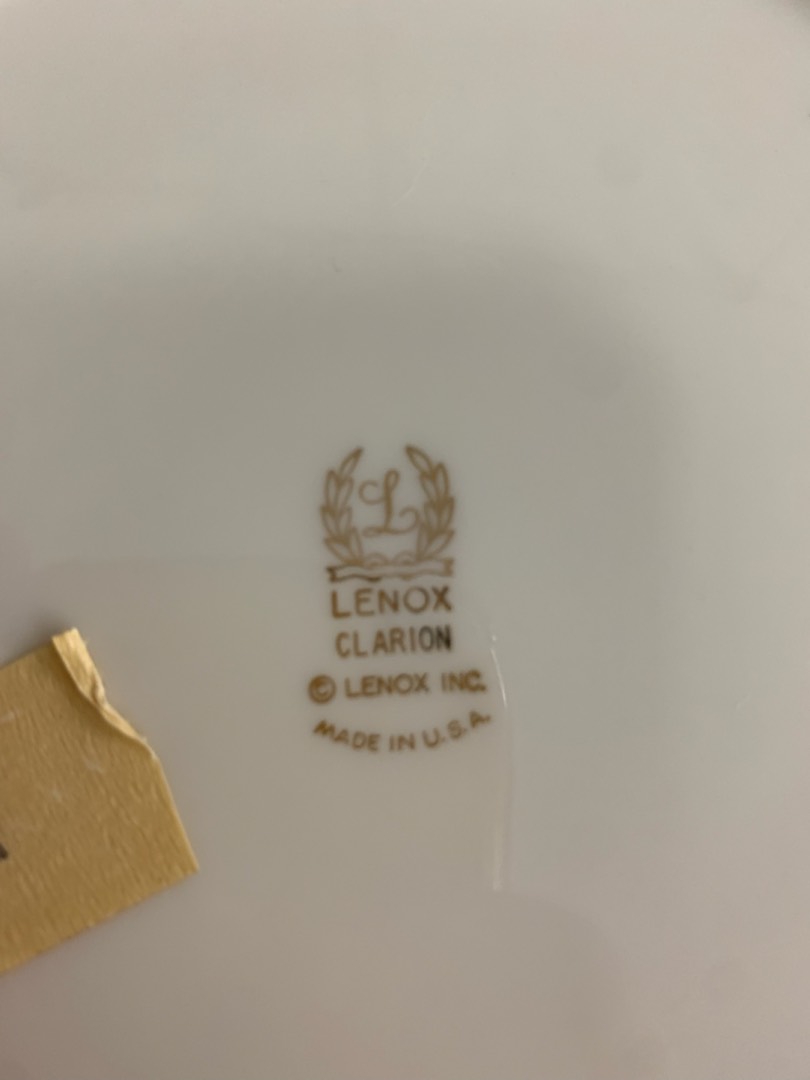 L
LENOX
CLARION
© LENOX INC.
MADE IN U.S.A.